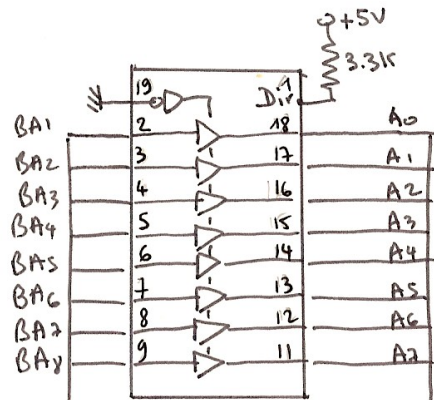 +5V
3.3K
19 1
Dir
BA1 2 18 A0
BA2 3 17 A1
BA3 4 16 A2
BA4 5 15 A3
BA5 6 14 A4
BA6 7 13 A5
BA7 8 12 A6
BA8 9 11 A7